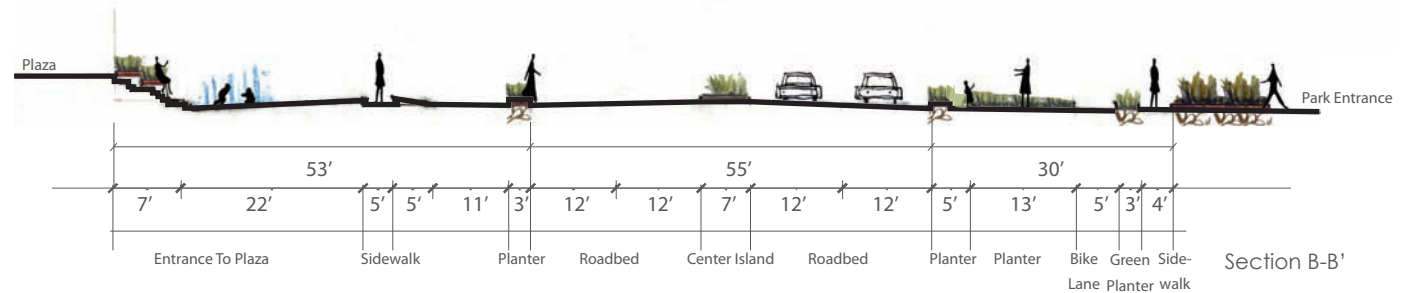 Plaza
Park Entrance
53’ 55’ 30’
7’ 22’ 5’ 5’ 11’ 3’ 12’ 12’ 7’ 12’ 12’ 5’ 13’ 5’ 3’ 4’
Entrance To Plaza Sidewalk Planter Roadbed Center Island Roadbed Planter Planter Bike Green Side-
Lane Planter walk
Section B-B’